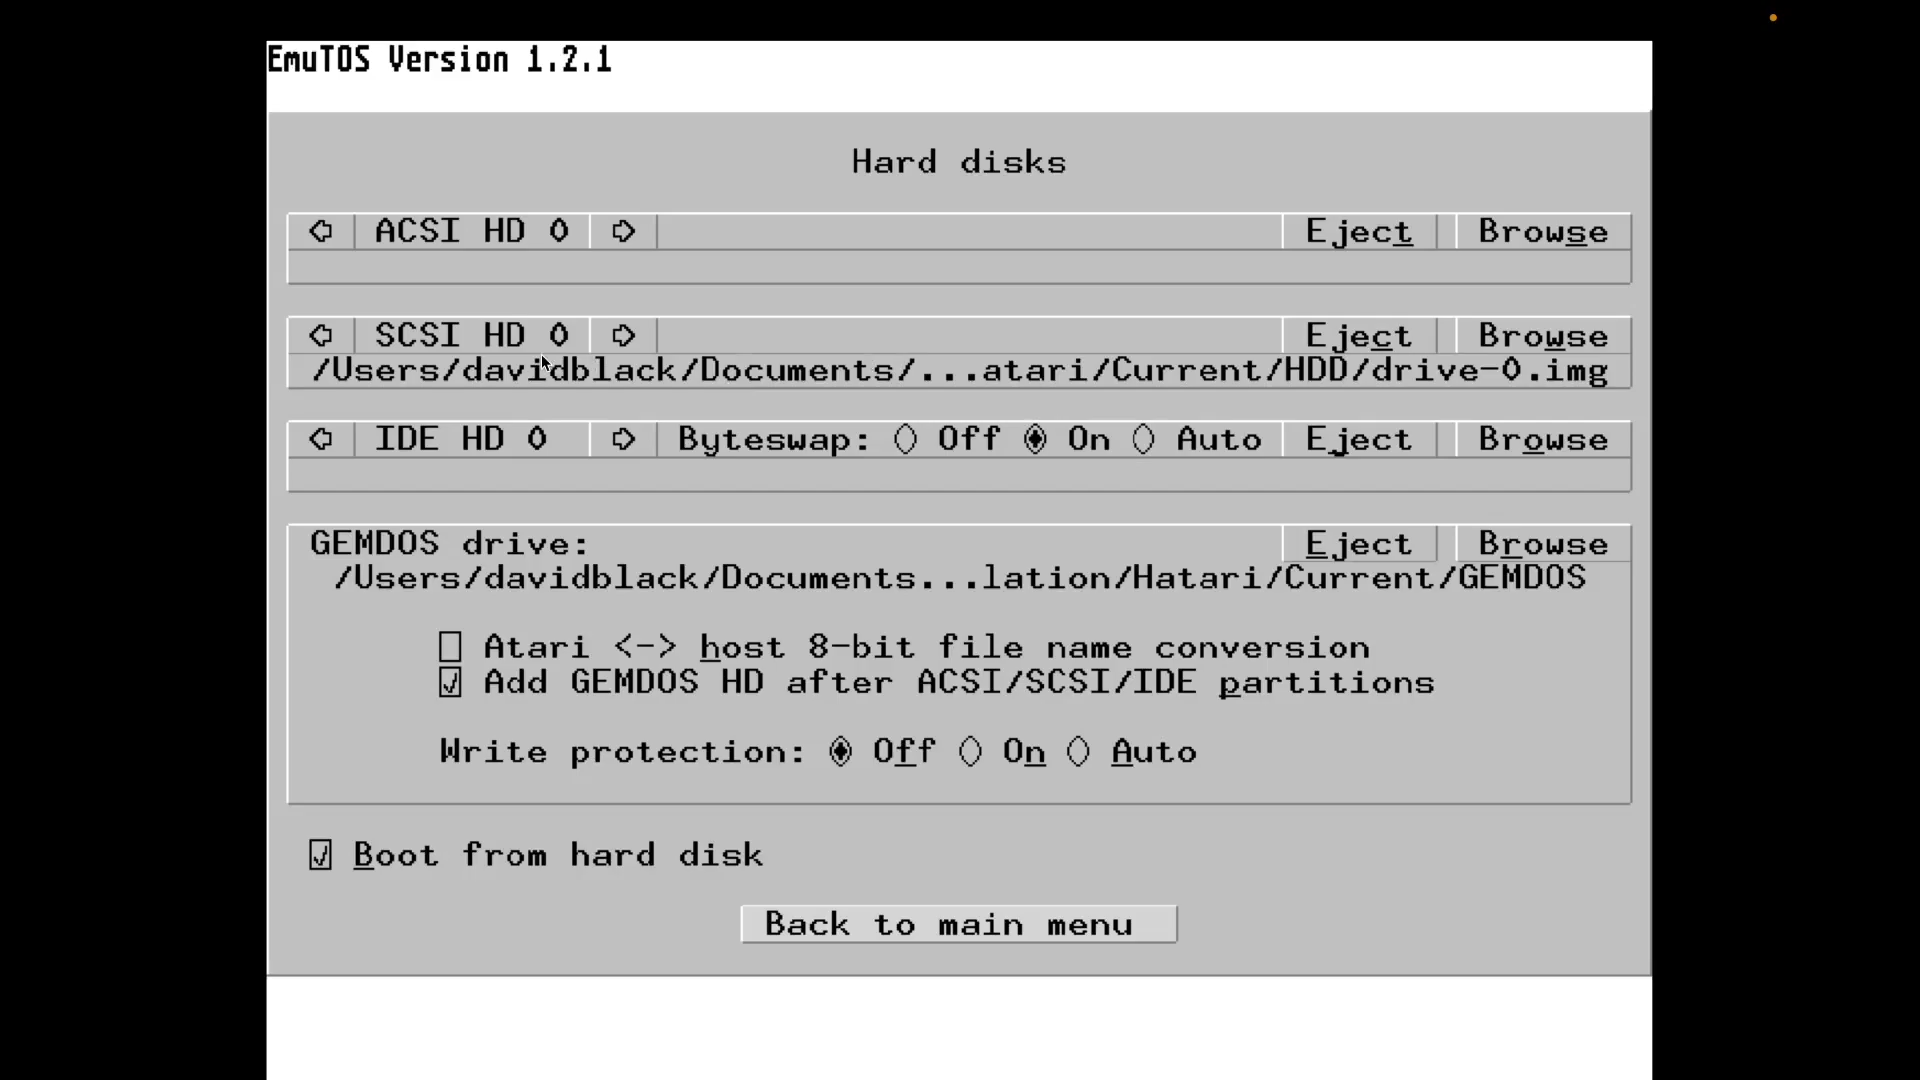 EmuTOS Version 1.2.1
Hard disks
ACSI HD 0 Eject Browse
SCSI HD 0 Eject Browse
/Users/davidblack/Documents/...atari/Current/HDD/drive-0.img
IDE HD 0 Byteswap: Off On Auto Eject Browse
GEMDOS drive: Eject Browse
/Users/davidblack/Documents...lation/Hatari/Current/GEMDOS
Atari <-> host 8-bit file name conversion
Add GEMDOS HD after ACSI/SCSI/IDE partitions
Write protection: Off On Auto
Boot from hard disk
Back to main menu